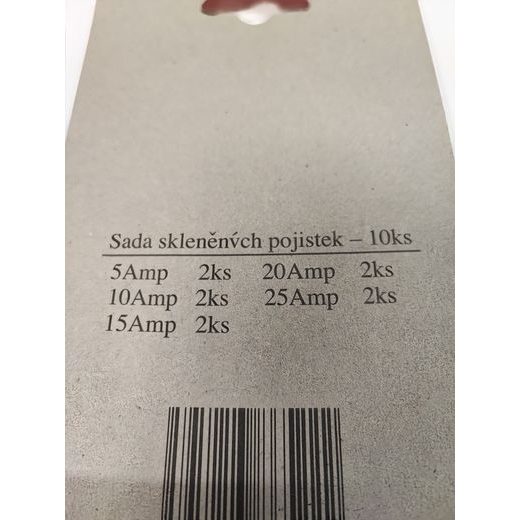 Sada skleněných pojistek – 10ks
5Amp 2ks 20Amp 2ks
10Amp 2ks 25Amp 2ks
15Amp 2ks